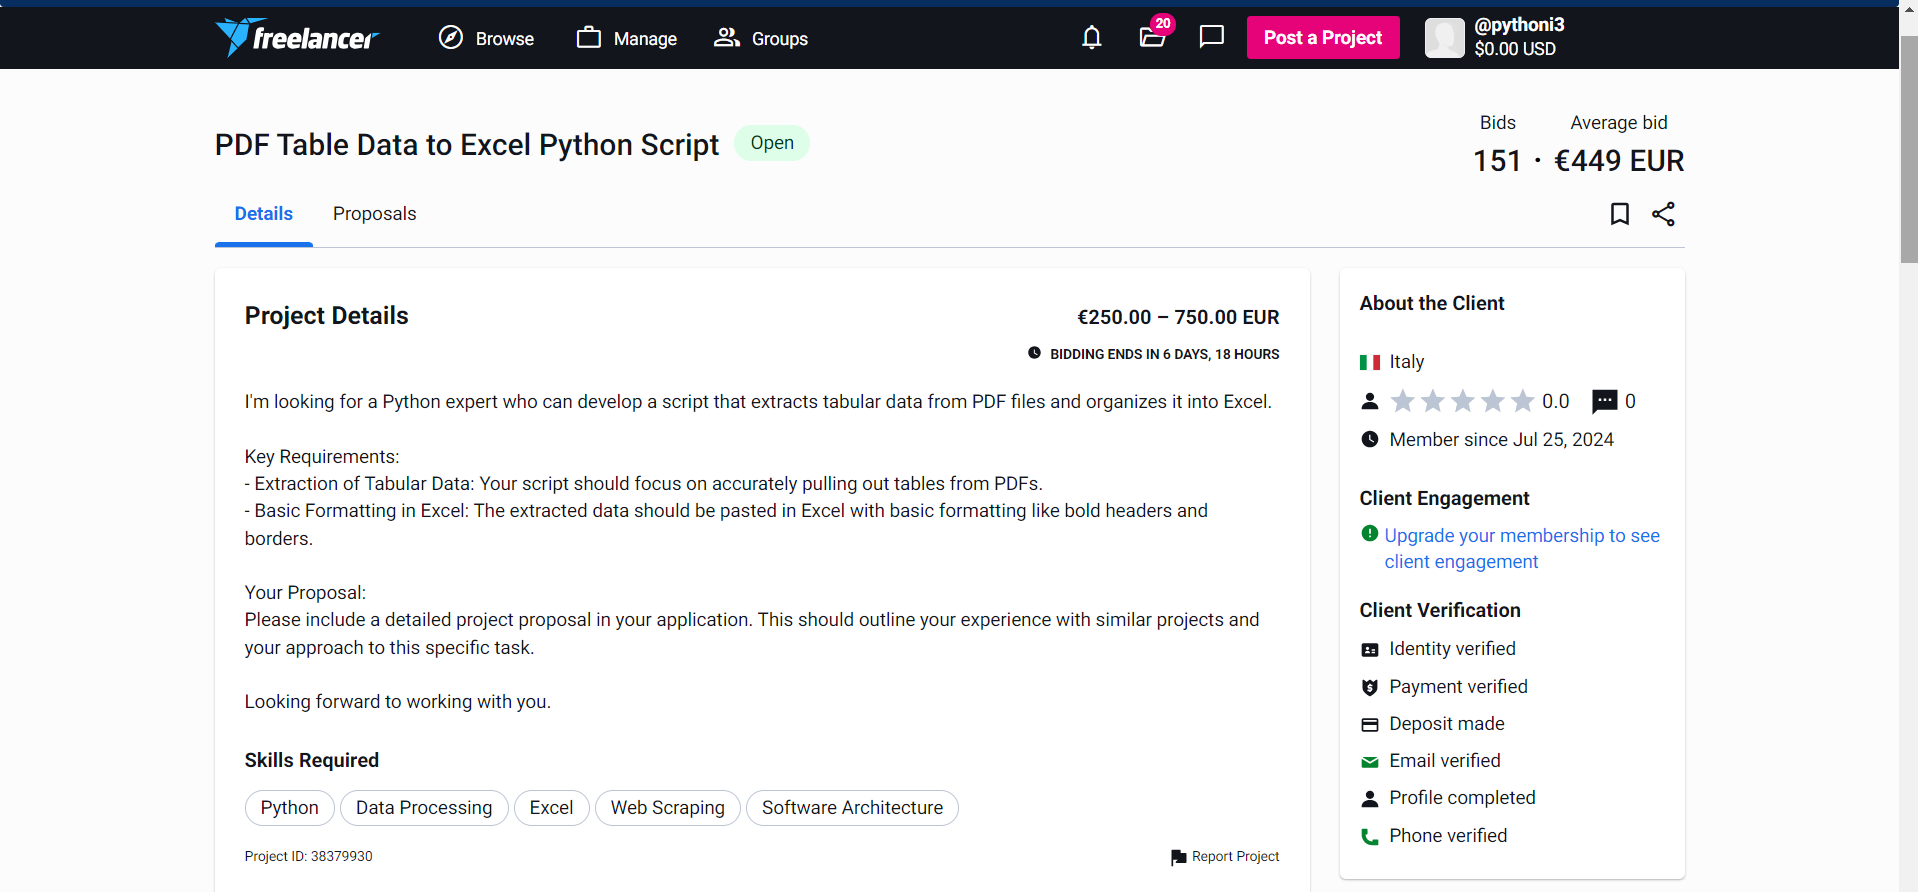 freelancer
Browse
Manage
Groups
20
Post a Project
@pythoni3
$0.00 USD
PDF Table Data to Excel Python Script
Open
Bids
Average bid
151 · €449 EUR
Details
Proposals
Project Details
€250.00 – 750.00 EUR
BIDDING ENDS IN 6 DAYS, 18 HOURS
I'm looking for a Python expert who can develop a script that extracts tabular data from PDF files and organizes it into Excel.
Key Requirements:
- Extraction of Tabular Data: Your script should focus on accurately pulling out tables from PDFs.
- Basic Formatting in Excel: The extracted data should be pasted in Excel with basic formatting like bold headers and
borders.
Your Proposal:
Please include a detailed project proposal in your application. This should outline your experience with similar projects and
your approach to this specific task.
Looking forward to working with you.
Skills Required
Python
Data Processing
Excel
Web Scraping
Software Architecture
Project ID: 38379930
Report Project
About the Client
Italy
0.0
0
Member since Jul 25, 2024
Client Engagement
Upgrade your membership to see
client engagement
Client Verification
Identity verified
Payment verified
Deposit made
Email verified
Profile completed
Phone verified